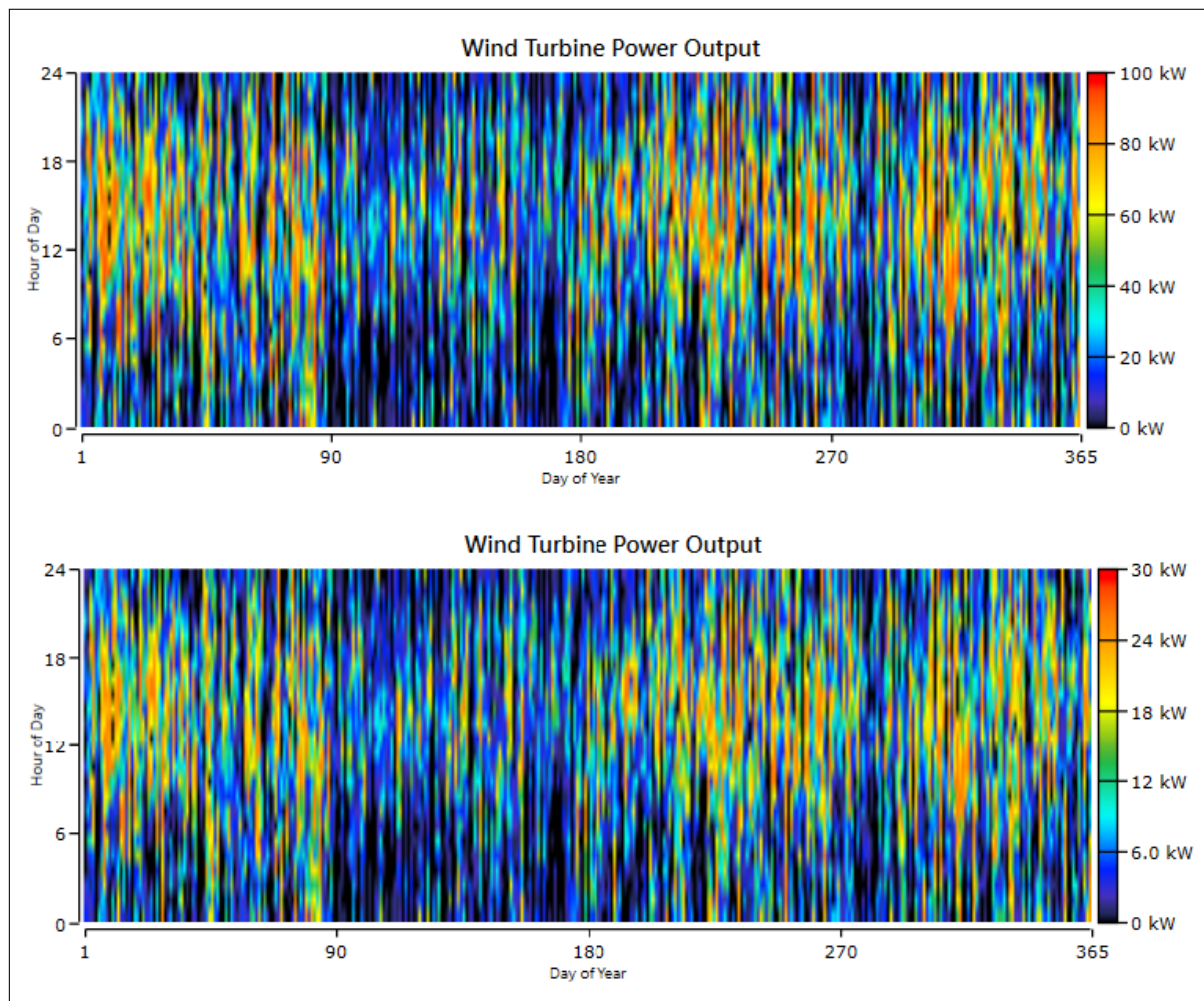 Wind Turbine Power Output
24
18
12
6
0
Hour of Day
1
90
180
270
365
Day of Year
100 kW
80 kW
60 kW
40 kW
20 kW
0 kW
Wind Turbine Power Output
24
18
12
6
0
Hour of Day
1
90
180
270
365
Day of Year
30 kW
24 kW
18 kW
12 kW
6.0 kW
0 kW